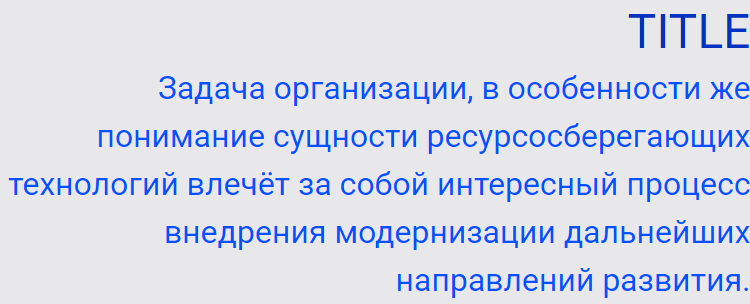 TITLE
Задача организации, в особенности же
понимание сущности ресурсосберегающих
технологий влечёт за собой интересный процесс
внедрения модернизации дальнейших
направлений развития.